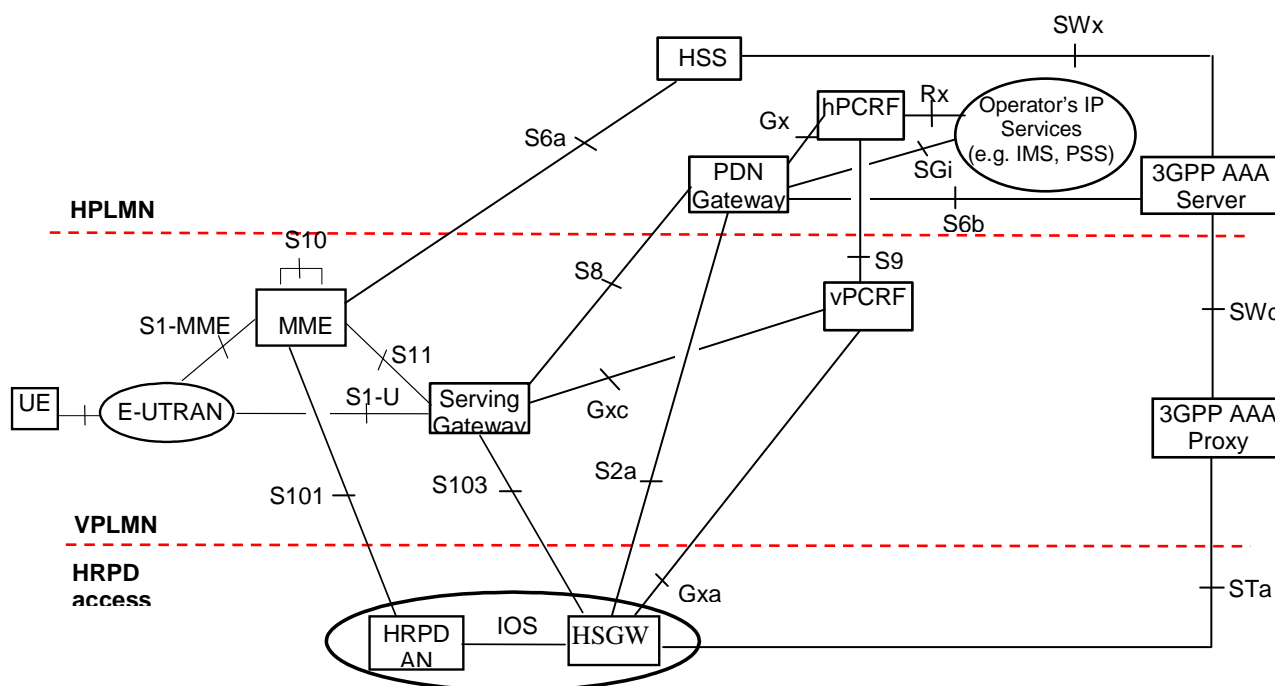 SWx
HSS
hPCRF
Rx
Operator's IP
Services
(e.g. IMS, PSS)
Gx
S6a
SGi
PDN
Gateway
3GPP AAA
Server
HPLMN
S6b
S10
S8
S9
vPCRF
MME
S1-MME
SWd
S11
S1-U
Gxc
UE
E-UTRAN
Serving
Gateway
3GPP AAA
Proxy
S101
S103
S2a
VPLMN
HRPD
access
Gxa
STa
IOS
HRPD
AN
HSGW